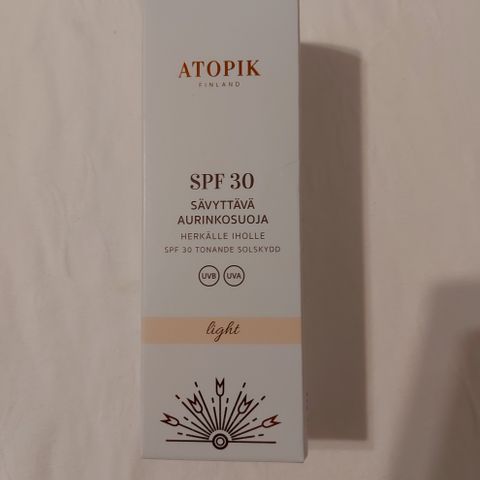 ATOPIK
FINLAND
SPF 30
SÄVYTTÄVÄ
AURINKOSUOJA
HERKÄLLE IHOLLE
SPF 30 TONANDE SOLSKYDD
UVB UVA
light